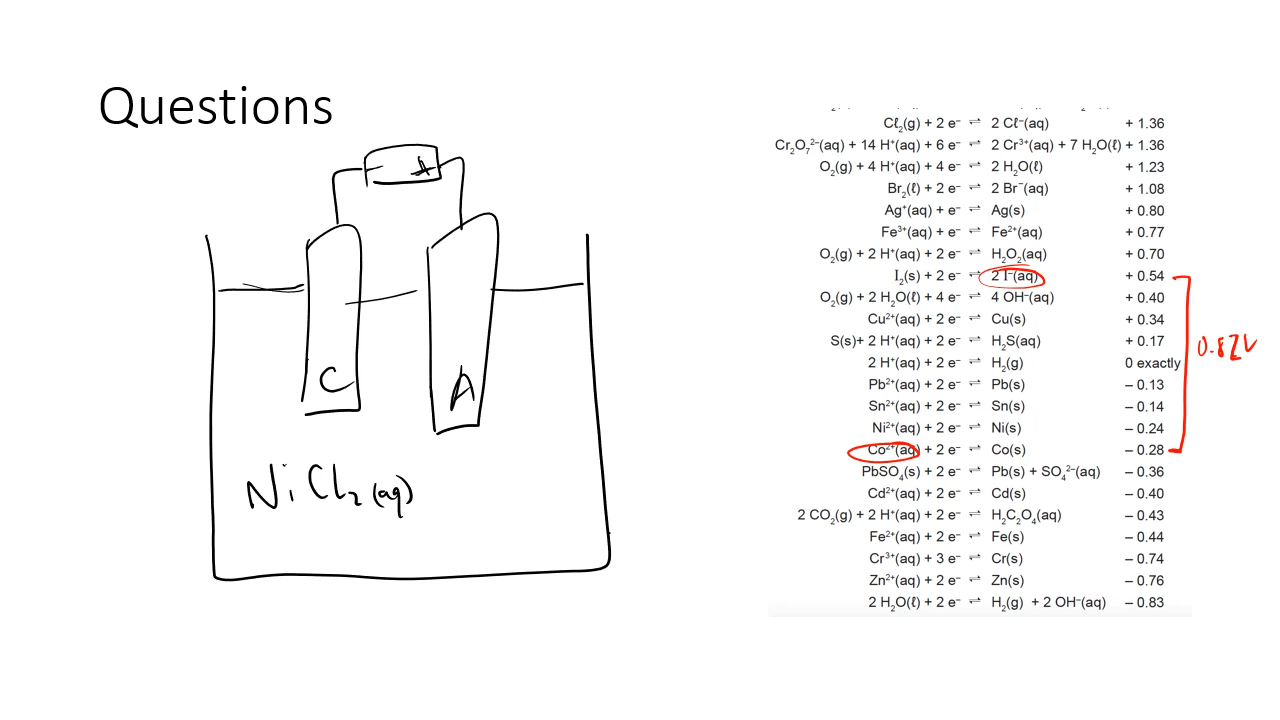 Questions
C
A
NiCl₂(aq)
Cℓ₂(g) + 2 e⁻ ⇌ 2 Cℓ⁻(aq) + 1.36
Cr₂O₇²⁻(aq) + 14 H⁺(aq) + 6 e⁻ ⇌ 2 Cr³⁺(aq) + 7 H₂O(ℓ) + 1.36
O₂(g) + 4 H⁺(aq) + 4 e⁻ ⇌ 2 H₂O(ℓ) + 1.23
Br₂(ℓ) + 2 e⁻ ⇌ 2 Br⁻(aq) + 1.08
Ag⁺(aq) + e⁻ ⇌ Ag(s) + 0.80
Fe³⁺(aq) + e⁻ ⇌ Fe²⁺(aq) + 0.77
O₂(g) + 2 H⁺(aq) + 2 e⁻ ⇌ H₂O₂(aq) + 0.70
I₂(s) + 2 e⁻ ⇌ 2 I⁻(aq) + 0.54
O₂(g) + 2 H₂O(ℓ) + 4 e⁻ ⇌ 4 OH⁻(aq) + 0.40
Cu²⁺(aq) + 2 e⁻ ⇌ Cu(s) + 0.34
S(s)+ 2 H⁺(aq) + 2 e⁻ ⇌ H₂S(aq) + 0.17
0.82V
2 H⁺(aq) + 2 e⁻ ⇌ H₂(g) 0 exactly
Pb²⁺(aq) + 2 e⁻ ⇌ Pb(s) – 0.13
Sn²⁺(aq) + 2 e⁻ ⇌ Sn(s) – 0.14
Ni²⁺(aq) + 2 e⁻ ⇌ Ni(s) – 0.24
Co²⁺(aq) + 2 e⁻ ⇌ Co(s) – 0.28
PbSO₄(s) + 2 e⁻ ⇌ Pb(s) + SO₄²⁻(aq) – 0.36
Cd²⁺(aq) + 2 e⁻ ⇌ Cd(s) – 0.40
2 CO₂(g) + 2 H⁺(aq) + 2 e⁻ ⇌ H₂C₂O₄(aq) – 0.43
Fe²⁺(aq) + 2 e⁻ ⇌ Fe(s) – 0.44
Cr³⁺(aq) + 3 e⁻ ⇌ Cr(s) – 0.74
Zn²⁺(aq) + 2 e⁻ ⇌ Zn(s) – 0.76
2 H₂O(ℓ) + 2 e⁻ ⇌ H₂(g) + 2 OH⁻(aq) – 0.83